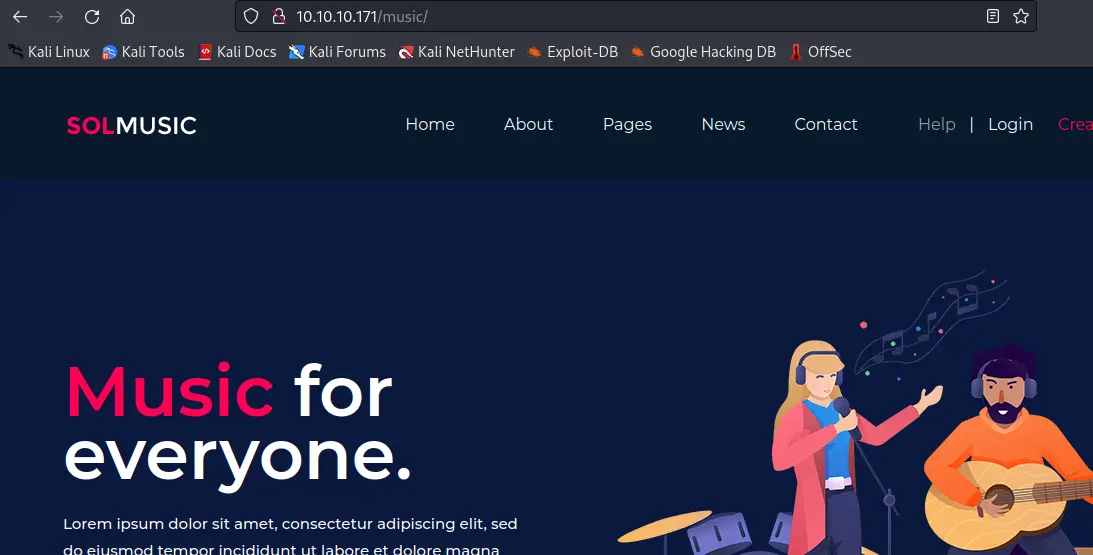 10.10.10.171/music/
Kali Linux Kali Tools Kali Docs Kali Forums Kali NetHunter Exploit-DB Google Hacking DB OffSec
SOLMUSIC Home About Pages News Contact Help | Login Crea
Music for
everyone.
Lorem ipsum dolor sit amet, consectetur adipiscing elit, sed
do eiusmod tempor incididunt ut labore et dolore magna